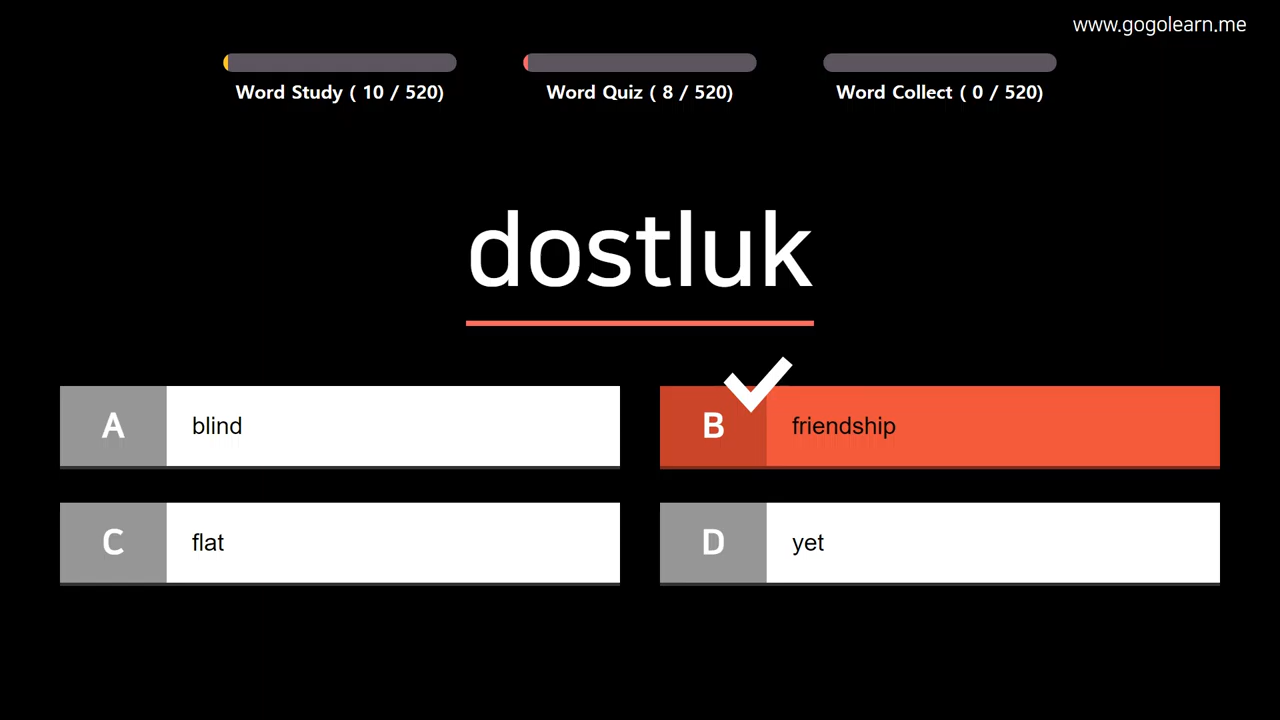 www.gogolearn.me
Word Study ( 10 / 520)
Word Quiz ( 8 / 520)
Word Collect ( 0 / 520)
dostluk
A blind
B friendship
C flat
D yet